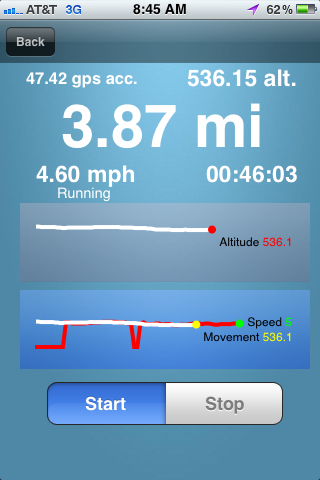 AT&T 3G 8:45 AM 62%
Back
47.42 gps acc. 536.15 alt.
3.87 mi
4.60 mph 00:46:03
Running
Altitude 536.1
Speed 5
Movement 536.1
Start Stop